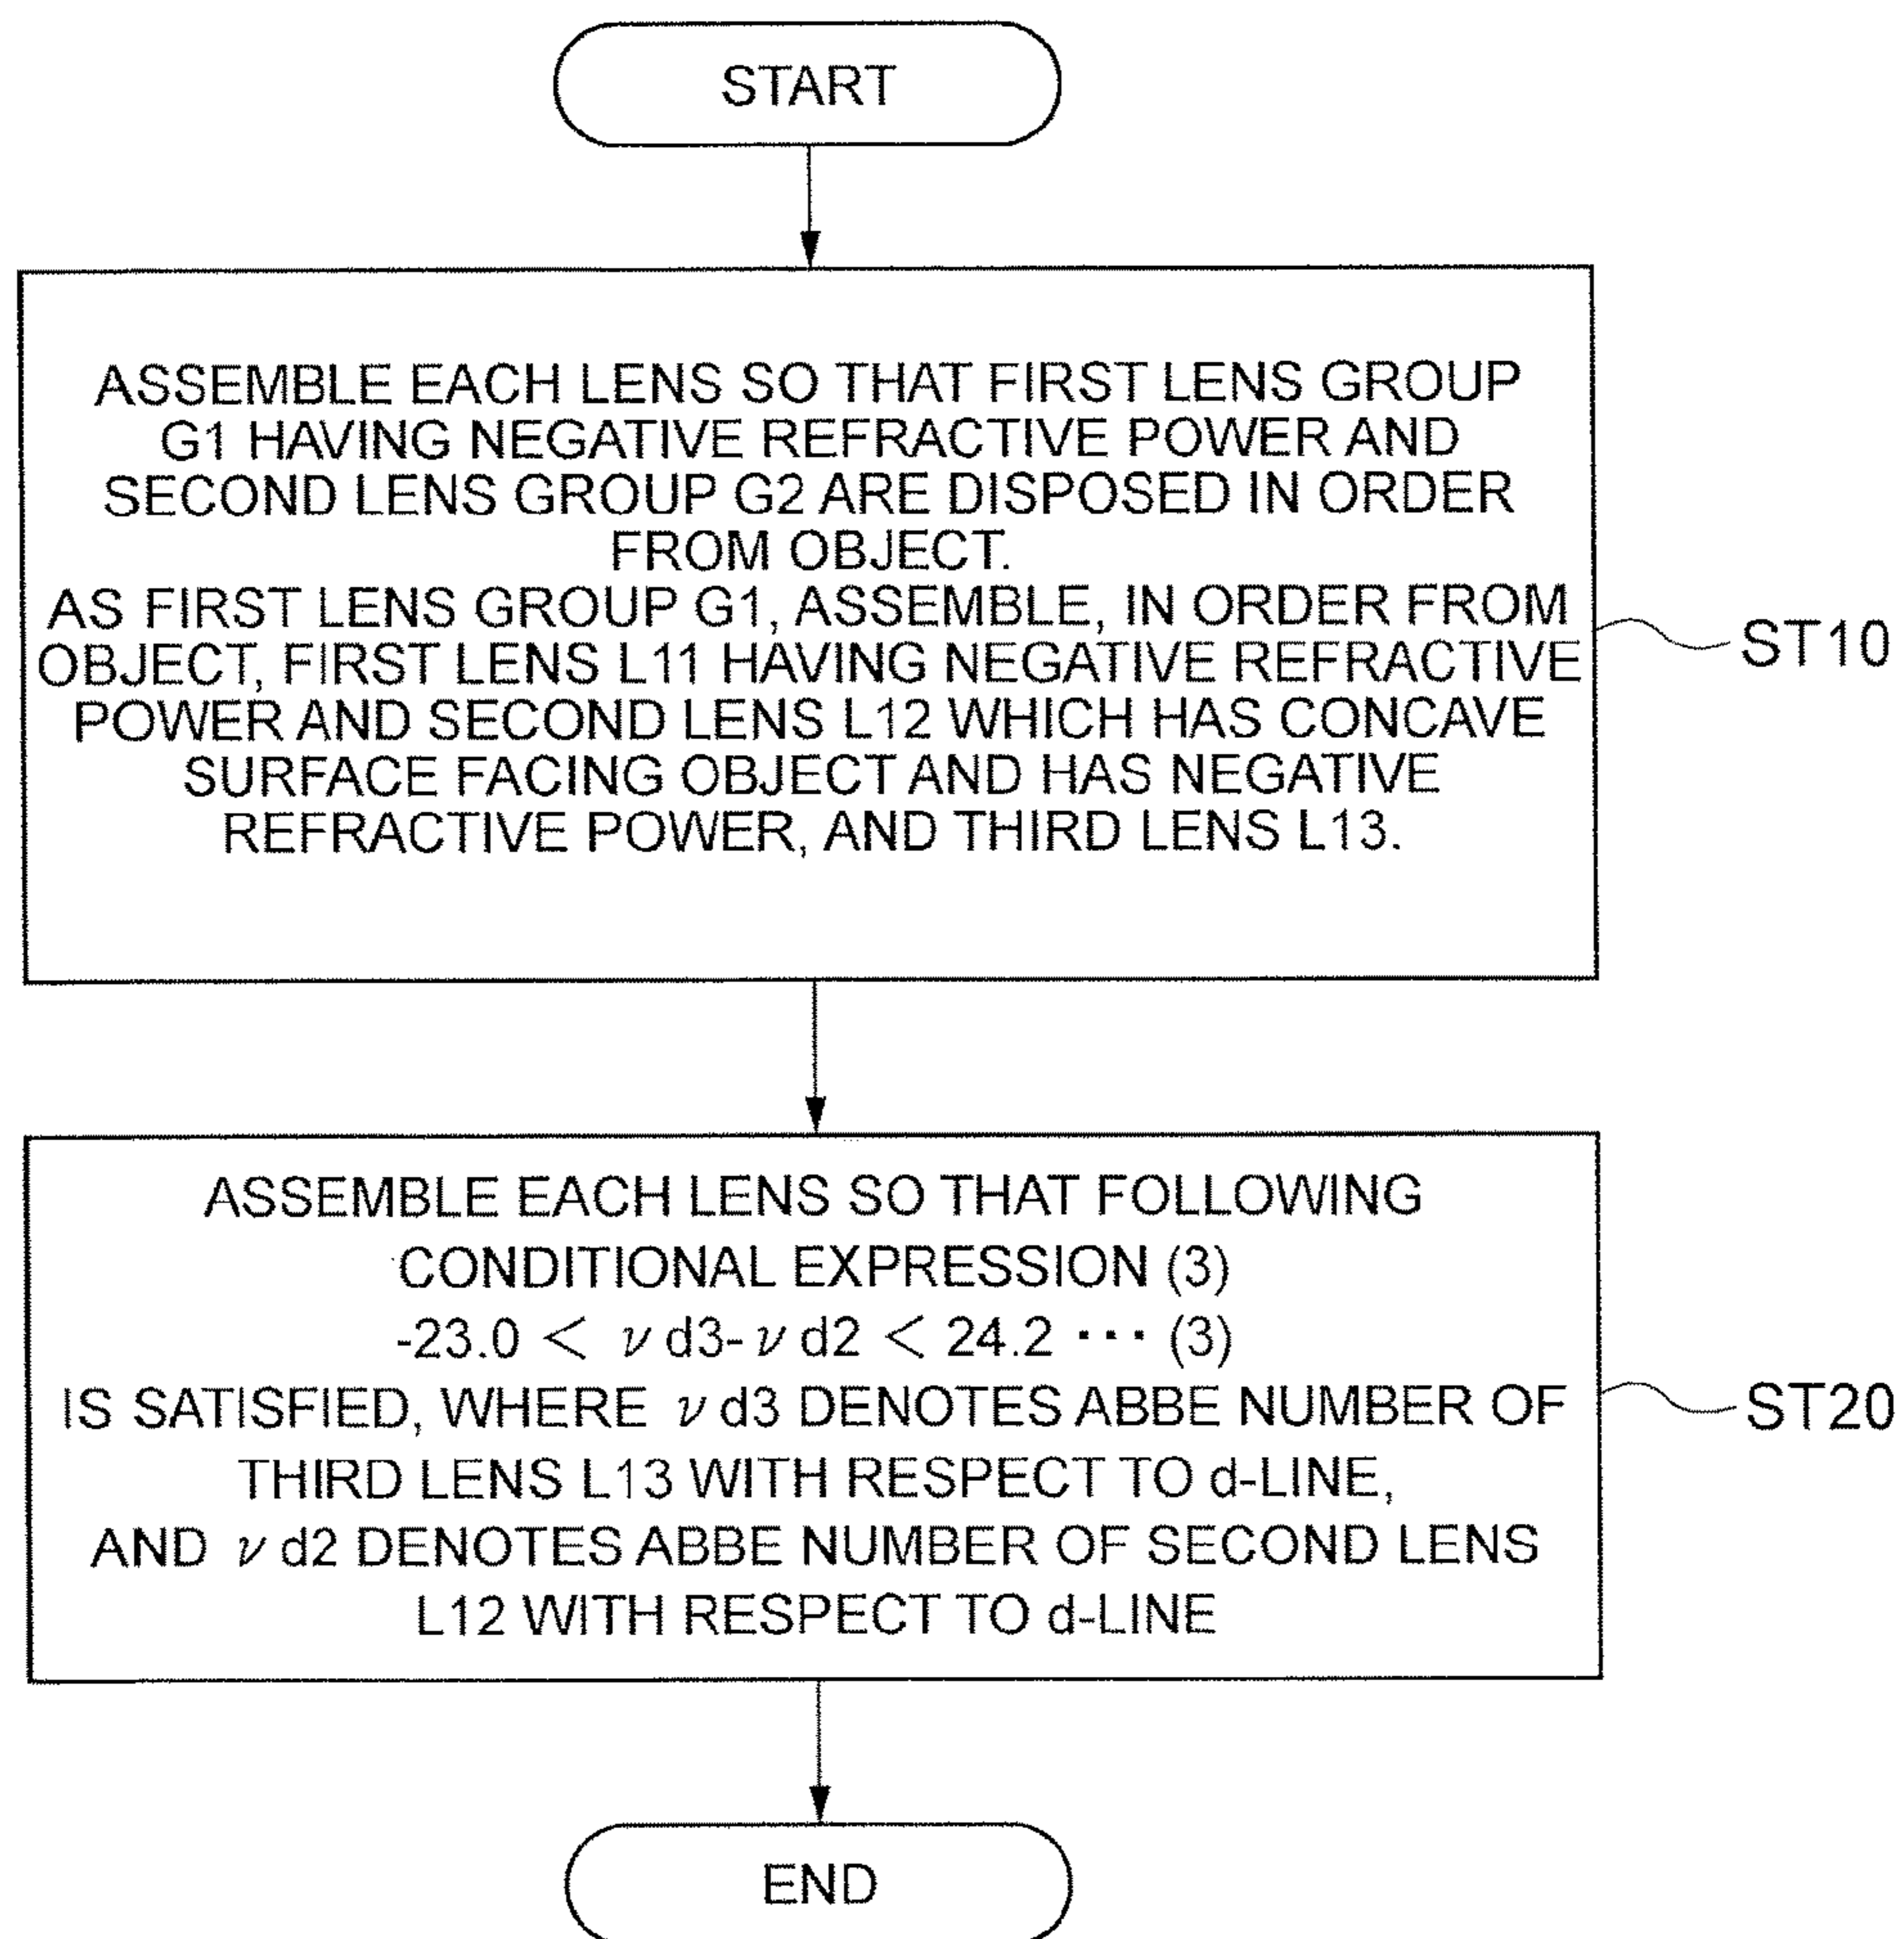 START
ASSEMBLE EACH LENS SO THAT FIRST LENS GROUP
G1 HAVING NEGATIVE REFRACTIVE POWER AND
SECOND LENS GROUP G2 ARE DISPOSED IN ORDER
FROM OBJECT.
AS FIRST LENS GROUP G1, ASSEMBLE, IN ORDER FROM
OBJECT, FIRST LENS L11 HAVING NEGATIVE REFRACTIVE
POWER AND SECOND LENS L12 WHICH HAS CONCAVE
SURFACE FACING OBJECT AND HAS NEGATIVE
REFRACTIVE POWER, AND THIRD LENS L13.
ST10
ASSEMBLE EACH LENS SO THAT FOLLOWING
CONDITIONAL EXPRESSION (3)
-23.0 < ν d3- ν d2 < 24.2 ··· (3)
IS SATISFIED, WHERE ν d3 DENOTES ABBE NUMBER OF
THIRD LENS L13 WITH RESPECT TO d-LINE,
AND ν d2 DENOTES ABBE NUMBER OF SECOND LENS
L12 WITH RESPECT TO d-LINE
ST20
END